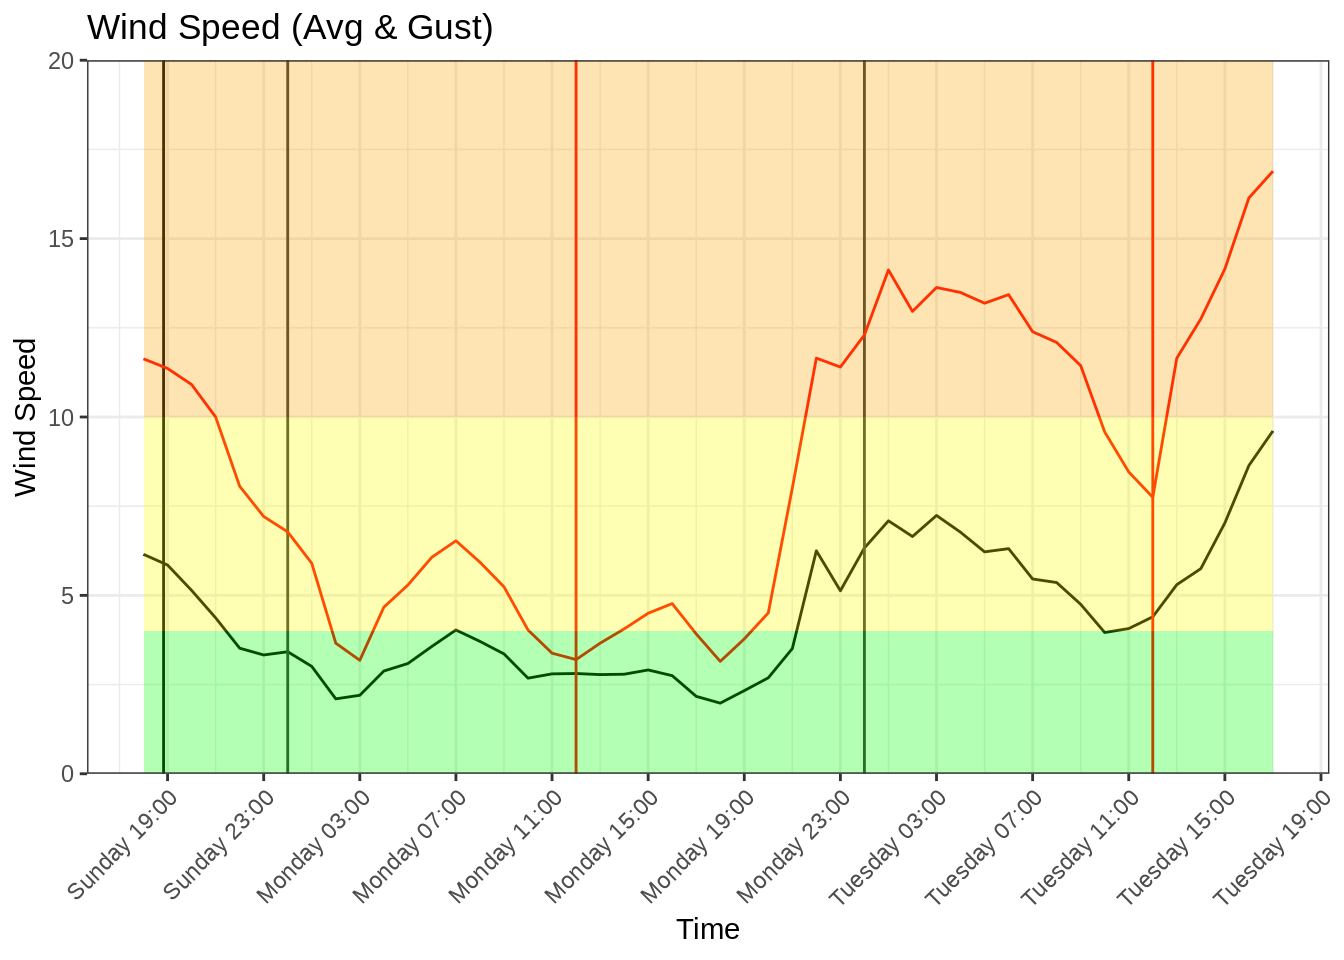 Wind Speed (Avg & Gust)
20
15
10
5
0
Wind Speed
Sunday 19:00
Sunday 23:00
Monday 03:00
Monday 07:00
Monday 11:00
Monday 15:00
Monday 19:00
Monday 23:00
Tuesday 03:00
Tuesday 07:00
Tuesday 11:00
Tuesday 15:00
Tuesday 19:00
Time